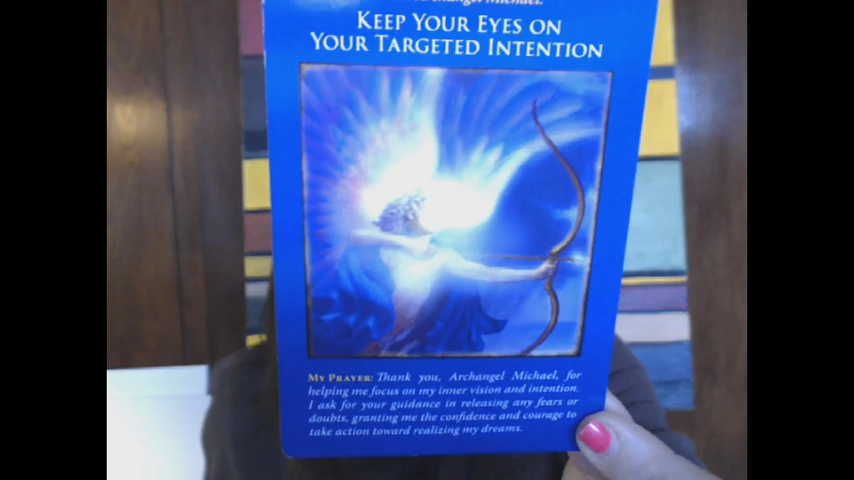 Archangel Michael:
KEEP YOUR EYES ON
YOUR TARGETED INTENTION
MY PRAYER: Thank you, Archangel Michael, for
helping me focus on my inner vision and intention.
I ask for your guidance in releasing any fears or
doubts, granting me the confidence and courage to
take action toward realizing my dreams.